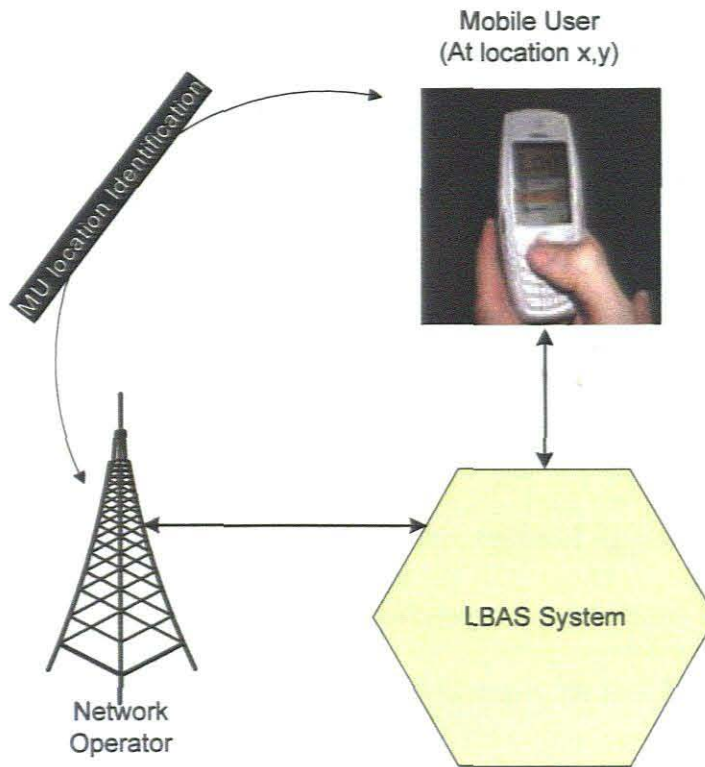 Mobile User
(At location x,y)
MU location Identification
LBAS System
Network
Operator